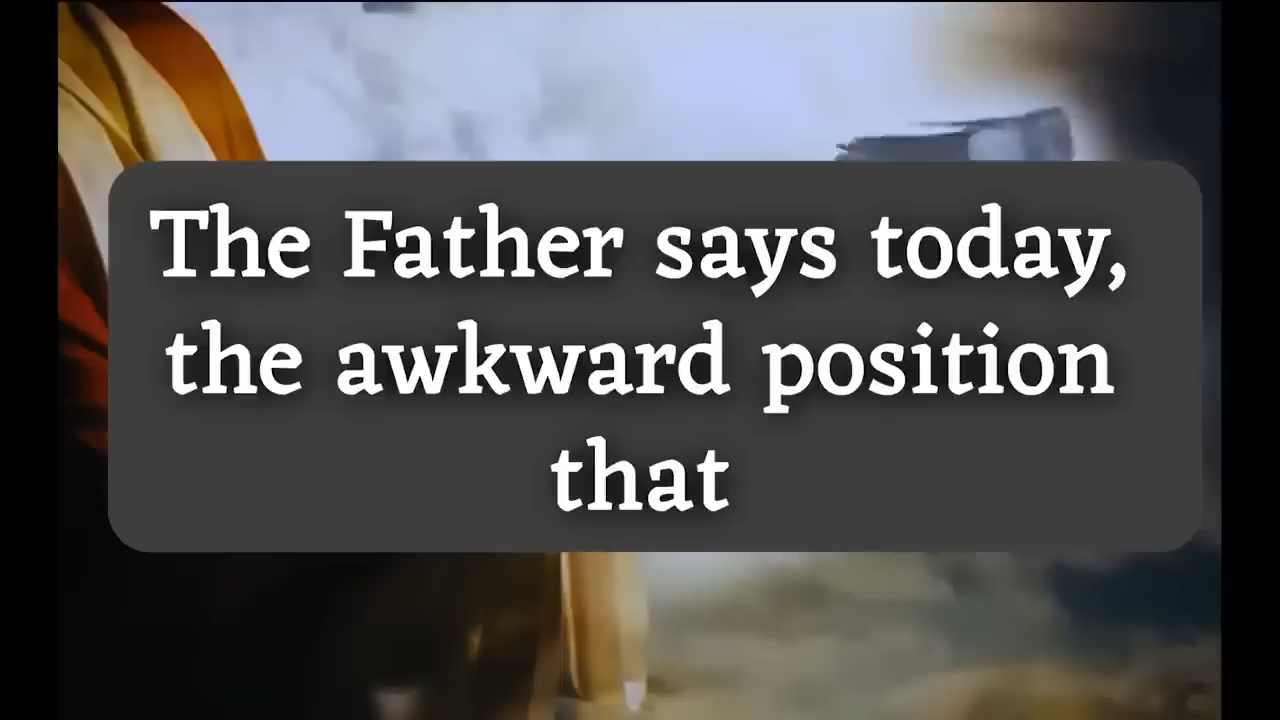 The Father says today,
the awkward position
that